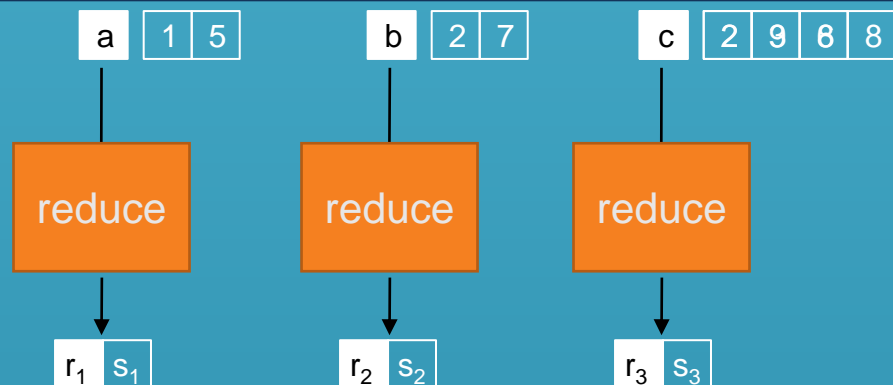 a 1 5 b 2 7 c 2 8
reduce reduce reduce
r₁ s₁ r₂ s₂ r₃ s₃